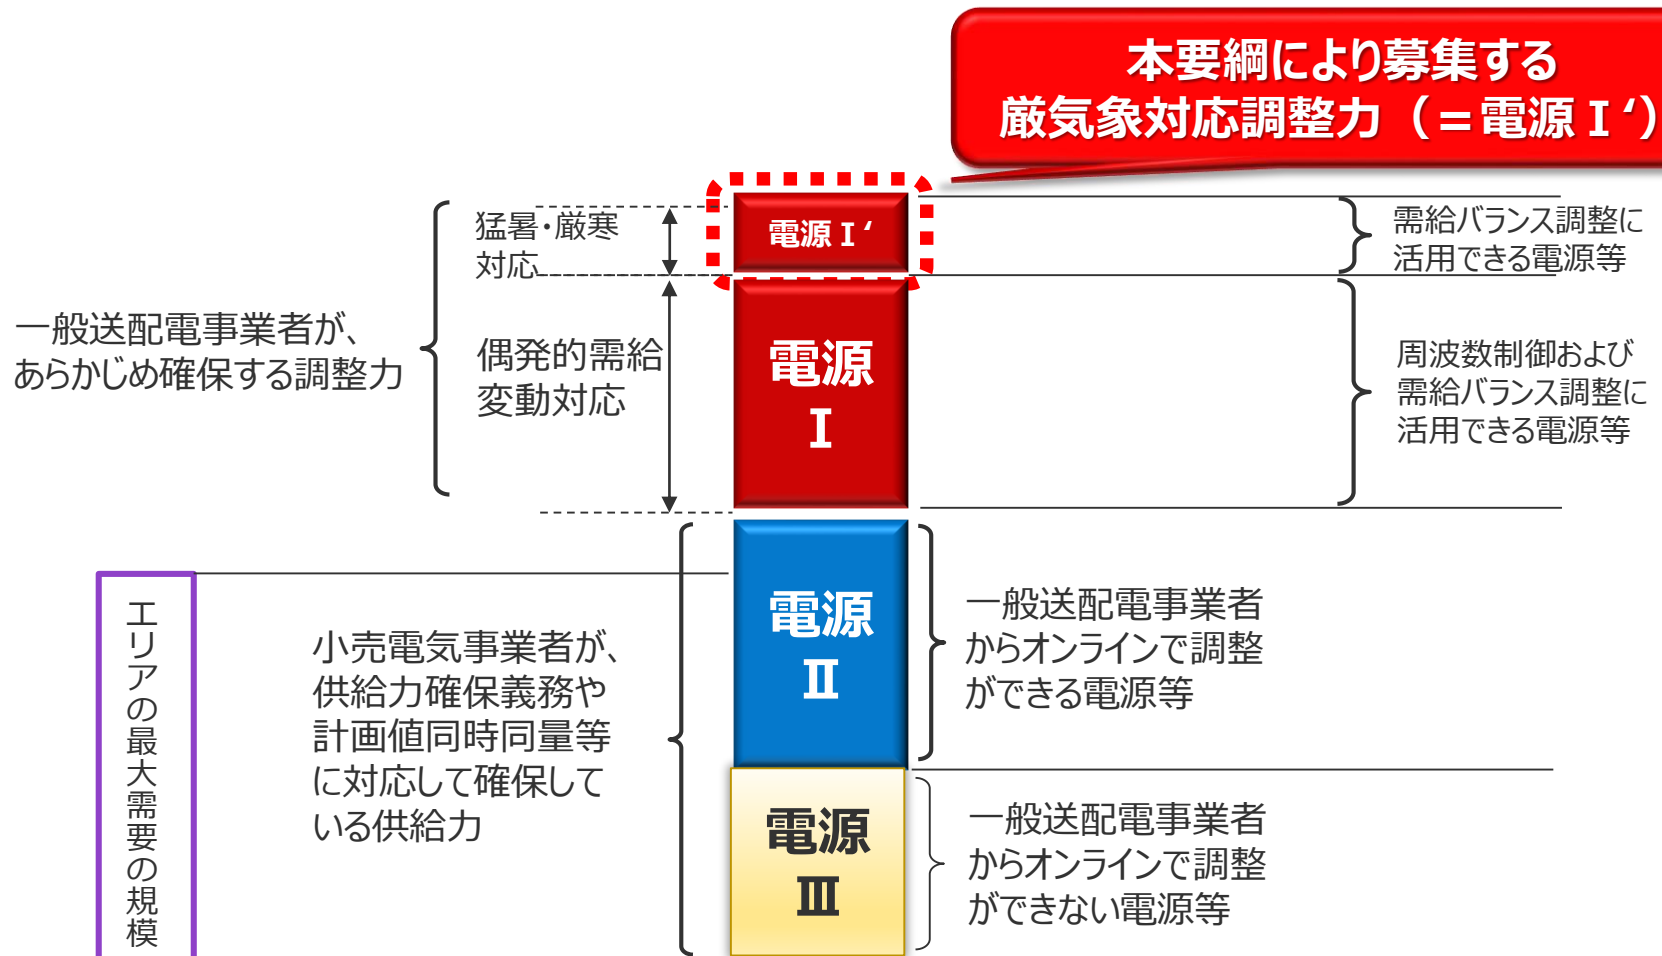 本要綱により募集する
厳気象対応調整力（＝電源Ⅰ‘）
猛暑・厳寒
対応
電源Ⅰ‘
需給バランス調整に
活用できる電源等
一般送配電事業者が、
あらかじめ確保する調整力
偶発的需給
変動対応
電源
Ⅰ
周波数制御および
需給バランス調整に
活用できる電源等
エリアの最大需要の規模
小売電気事業者が、
供給力確保義務や
計画値同時同量等
に対応して確保して
いる供給力
電源
Ⅱ
一般送配電事業者
からオンラインで調整
ができる電源等
電源
Ⅲ
一般送配電事業者
からオンラインで調整
ができない電源等